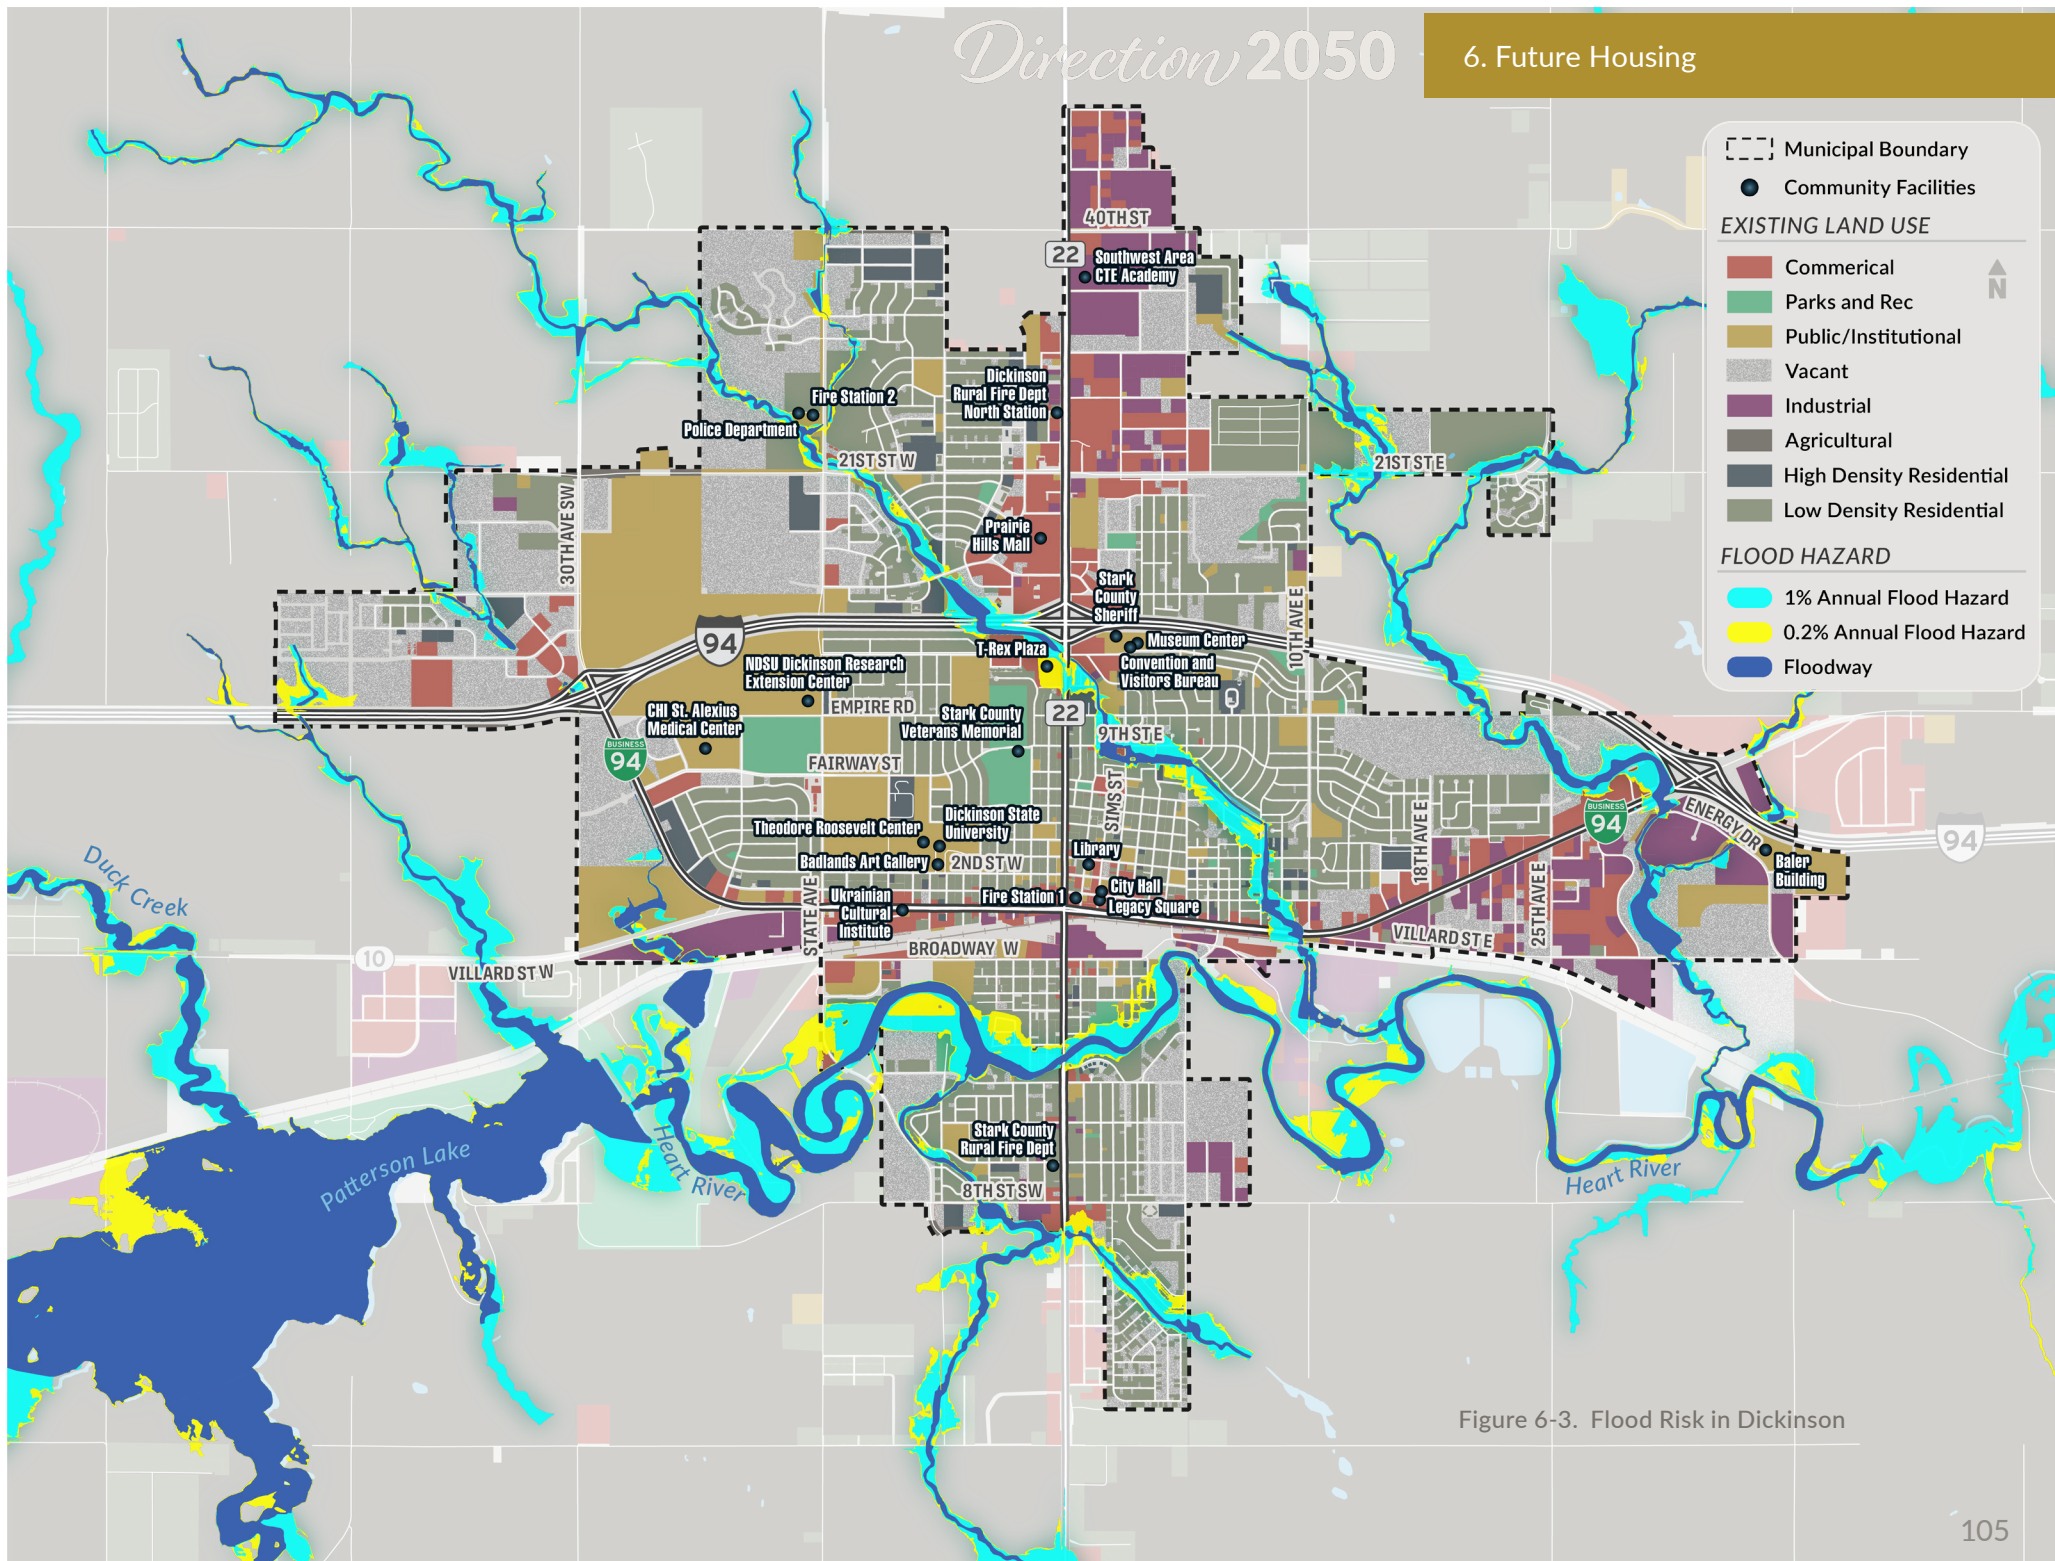 Direction 2050
6. Future Housing
Municipal Boundary
Community Facilities
EXISTING LAND USE
Commerical
Parks and Rec
Public/Institutional
Vacant
Industrial
Agricultural
High Density Residential
Low Density Residential
N
FLOOD HAZARD
1% Annual Flood Hazard
0.2% Annual Flood Hazard
Floodway
40TH ST
22
Southwest Area
CTE Academy
Dickinson
Rural Fire Dept
North Station
Fire Station 2
Police Department
21ST ST W
21ST ST E
30TH AVE SW
Prairie
Hills Mall
Stark
County
Sheriff
10TH AVE E
94
Museum Center
T-Rex Plaza
Convention and
Visitors Bureau
NDSU Dickinson Research
Extension Center
EMPIRE RD
CHI St. Alexius
Medical Center
Stark County
Veterans Memorial
22
9TH ST E
BUSINESS
94
FAIRWAY ST
SIMS ST
18TH AVE E
BUSINESS
94
ENERGY DR
94
Theodore Roosevelt Center
Dickinson State
University
Badlands Art Gallery
2ND ST W
Library
Baler
Building
Duck Creek
STATE AVE
Ukrainian
Cultural
Institute
Fire Station 1
City Hall
Legacy Square
25TH AVE E
VILLARD ST E
BROADWAY W
10
VILLARD ST W
Patterson Lake
Heart River
Stark County
Rural Fire Dept
8TH ST SW
Heart River
Figure 6-3. Flood Risk in Dickinson
105